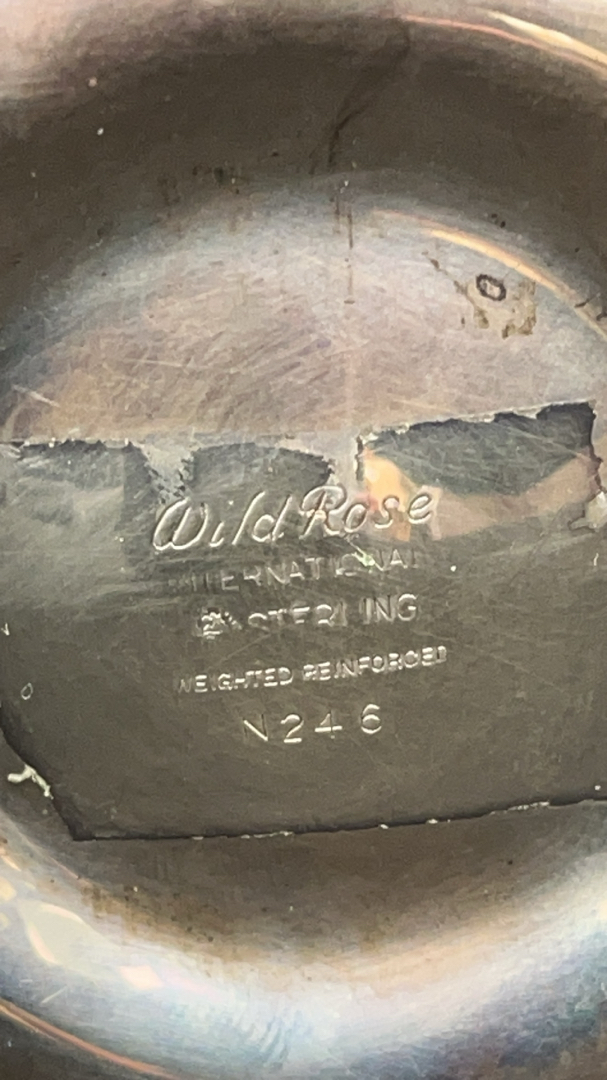 O
Wild Rose
INTERNATIONAL
STERLING
WEIGHTED REINFORCED
N246